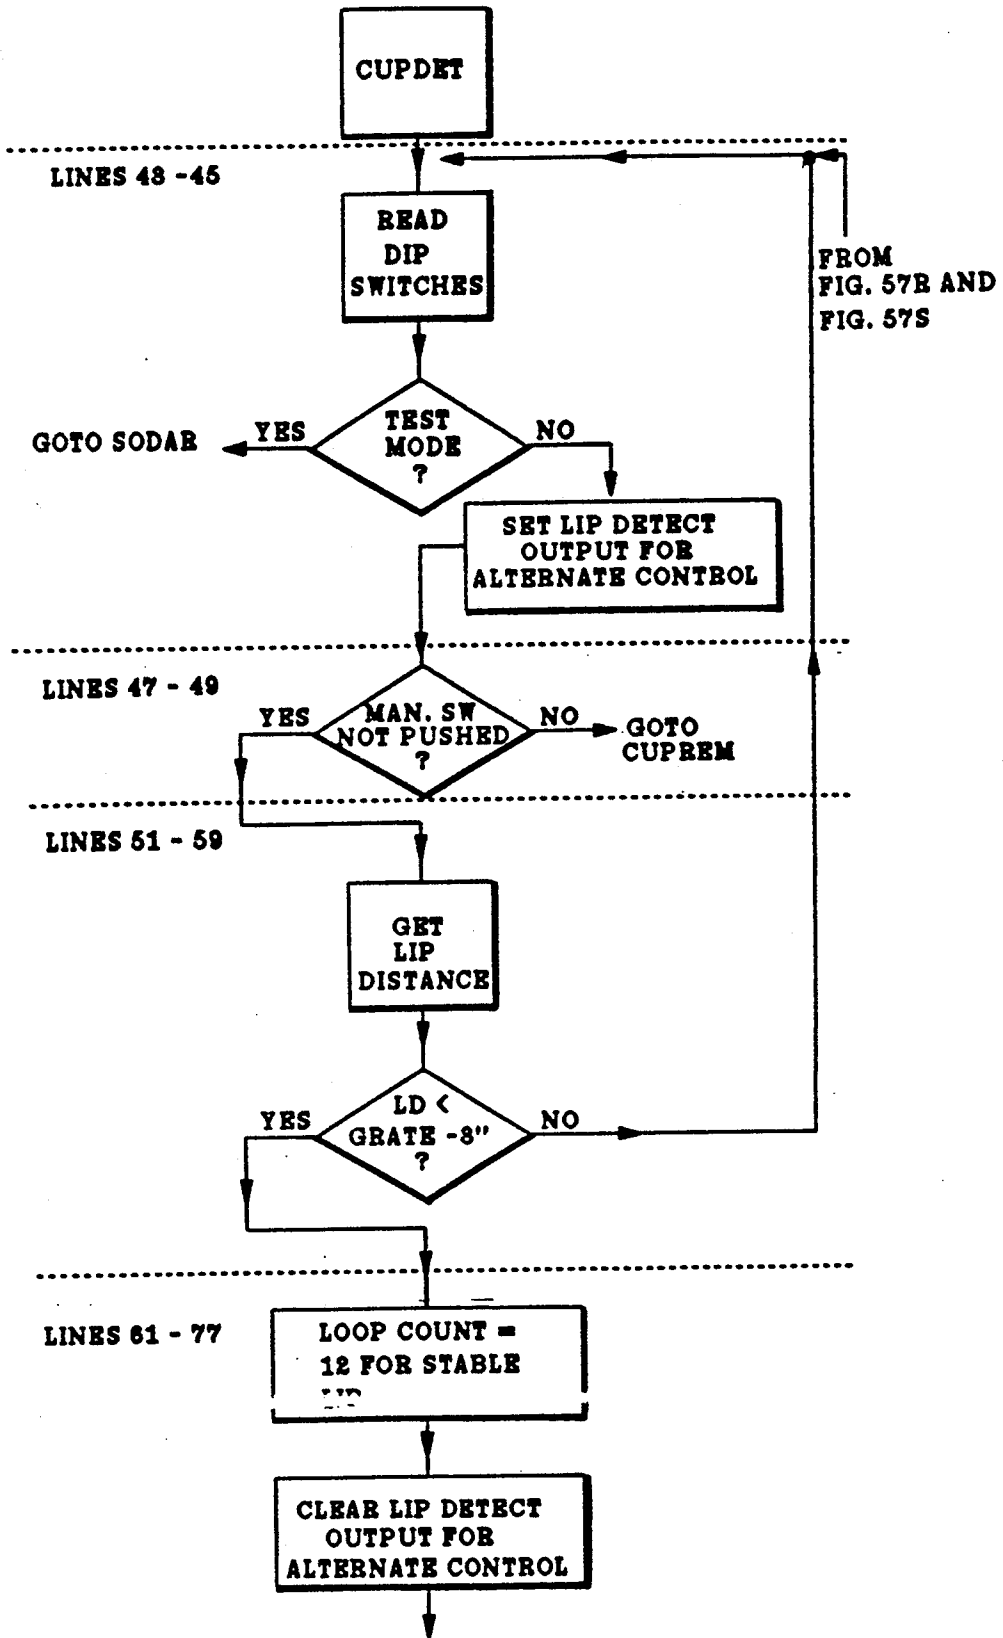 CUPDET
LINES 43 - 45
READ
DIP
SWITCHES
FROM
FIG. 57R AND
FIG. 57S
TEST
MODE
?
YES
NO
GOTO SODAR
SET LIP DETECT
OUTPUT FOR
ALTERNATE CONTROL
LINES 47 - 49
MAN. SW
NOT PUSHED
?
YES
NO
GOTO
CUPREM
LINES 51 - 59
GET
LIP
DISTANCE
LD <
GRATE -3"
?
YES
NO
LINES 61 - 77
LOOP COUNT =
12 FOR STABLE
CLEAR LIP DETECT
OUTPUT FOR
ALTERNATE CONTROL